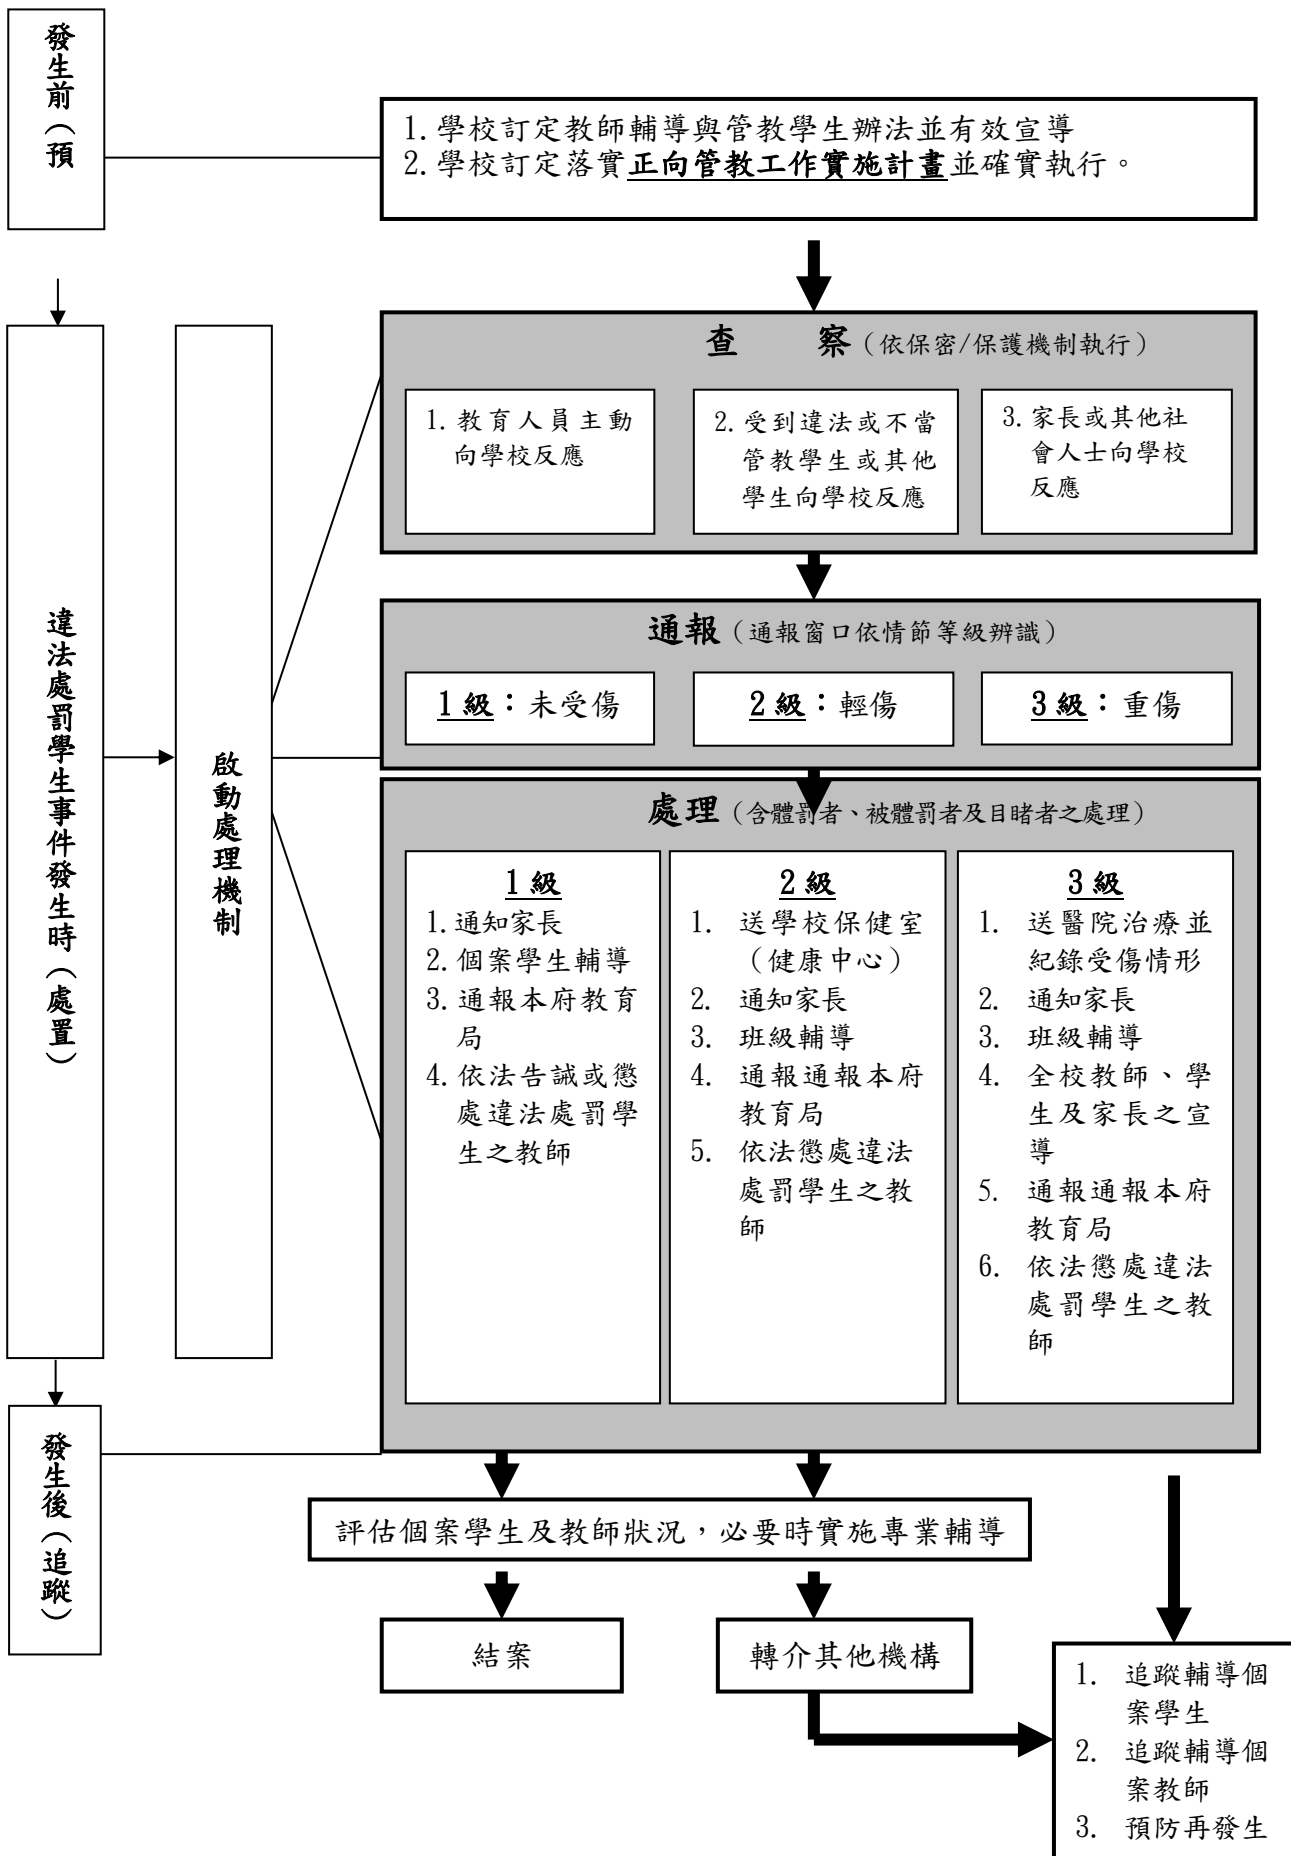 發生前（預
1.學校訂定教師輔導與管教學生辦法並有效宣導
2.學校訂定落實正向管教工作實施計畫並確實執行。
違法處罰學生事件發生時（處置）
啟動處理機制
查 察（依保密/保護機制執行）
1.教育人員主動
向學校反應
2.受到違法或不當
管教學生或其他
學生向學校反應
3.家長或其他社
會人士向學校
反應
通報（通報窗口依情節等級辨識）
1級：未受傷
2級：輕傷
3級：重傷
處理（含體罰者、被體罰者及目睹者之處理）
1級
1.通知家長
2.個案學生輔導
3.通報本府教育
局
4.依法告誡或懲
處違法處罰學
生之教師
2級
1. 送學校保健室
（健康中心）
2. 通知家長
3. 班級輔導
4. 通報通報本府
教育局
5. 依法懲處違法
處罰學生之教
師
3級
1. 送醫院治療並
紀錄受傷情形
2. 通知家長
3. 班級輔導
4. 全校教師、學
生及家長之宣
導
5. 通報通報本府
教育局
6. 依法懲處違法
處罰學生之教
師
發生後（追蹤）
評估個案學生及教師狀況，必要時實施專業輔導
結案
轉介其他機構
1. 追蹤輔導個
案學生
2. 追蹤輔導個
案教師
3. 預防再發生